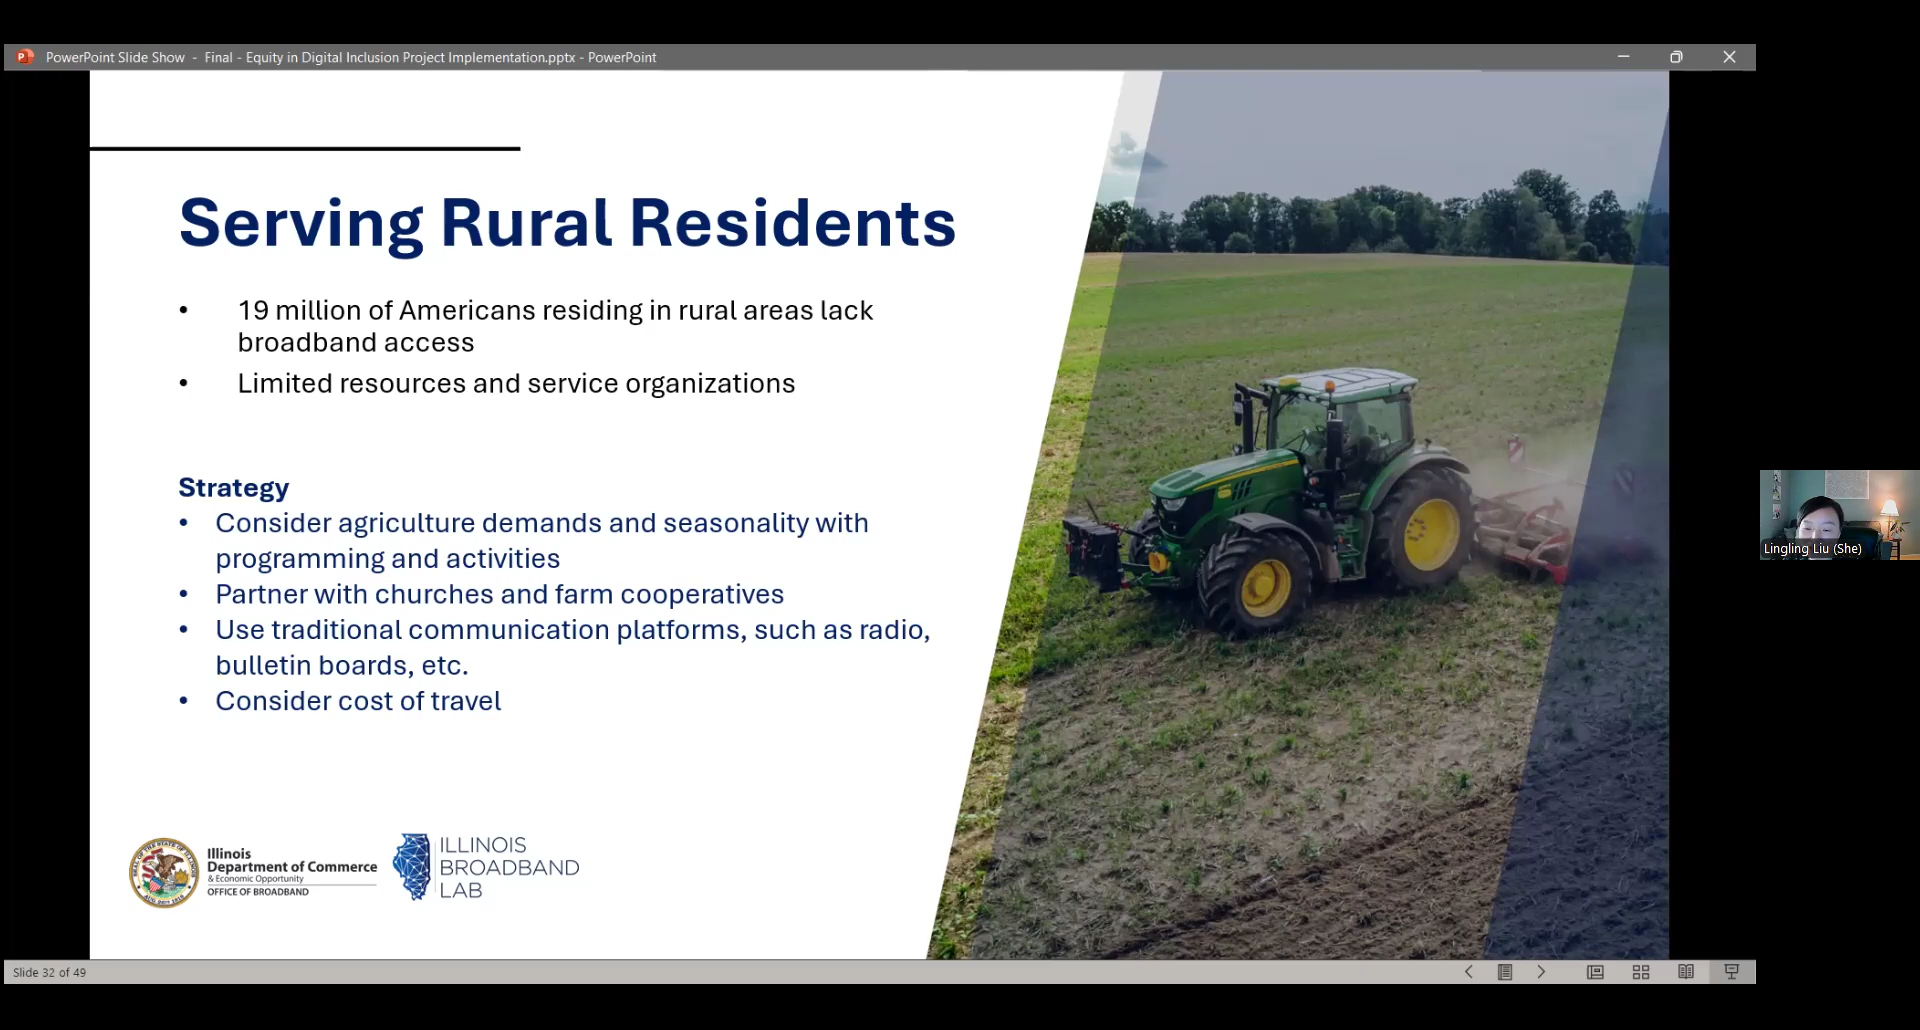 PowerPoint Slide Show - Final - Equity in Digital Inclusion Project Implementation.pptx - PowerPoint
Serving Rural Residents
• 19 million of Americans residing in rural areas lack
broadband access
• Limited resources and service organizations
Strategy
• Consider agriculture demands and seasonality with
programming and activities
• Partner with churches and farm cooperatives
• Use traditional communication platforms, such as radio,
bulletin boards, etc.
• Consider cost of travel
Illinois
Department of Commerce
& Economic Opportunity
OFFICE OF BROADBAND
ILLINOIS
BROADBAND
LAB
Lingling Liu (She)
Slide 32 of 49